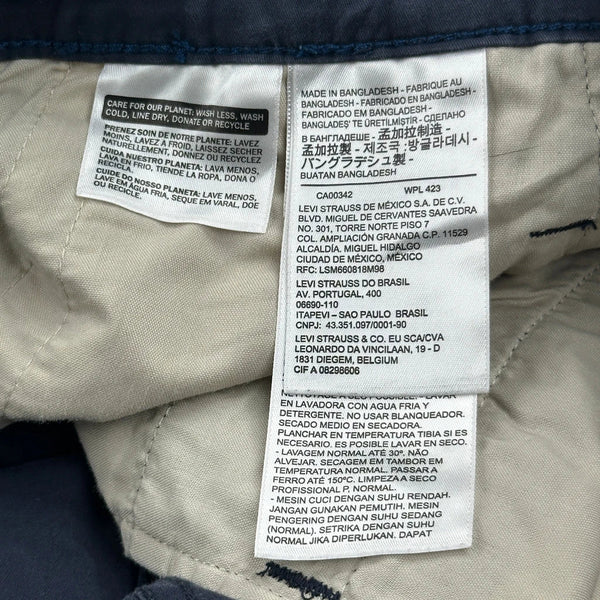 CARE FOR OUR PLANET: WASH LESS, WASH
COLD, LINE DRY, DONATE OR RECYCLE
PRENEZ SOIN DE NOTRE PLANETE: LAVEZ
MOINS, LAVEZ À FROID, LAISSEZ SÉCHER
NATURELLEMENT, DONNEZ OU RECYCLEZ
CUIDA NUESTRO PLANETA: LAVA MENOS,
LAVA EN FRIO, TIENDE LA ROPA, DONA O
RECICLA
CUIDE DO NOSSO PLANETA: LAVE MENOS,
LAVE EM ÁGUA FRIA, SEQUE EM VARAL, DOE
OU RECICLE
MADE IN BANGLADESH - FABRIQUE AU
BANGLADESH - FABRICADO EN BANGLADESH -
FABRICADO EM BANGLADESH -
BANGLADEŞ' TE ÜRETİLMİŞTİR - СДЕЛАНО
В БАНГЛАДЕШЕ - 孟加拉制造 -
孟加拉製 - 제조국 :방글라데시 -
バングラデシュ製 -
BUATAN BANGLADESH
CA00342 WPL 423
LEVI STRAUSS DE MÉXICO S.A. DE C.V.
BLVD. MIGUEL DE CERVANTES SAAVEDRA
NO. 301, TORRE NORTE PISO 7
COL. AMPLIACIÓN GRANADA C.P. 11529
ALCALDÍA. MIGUEL HIDALGO
CIUDAD DE MÉXICO, MÉXICO
RFC: LSM660818M98
LEVI STRAUSS DO BRASIL
AV. PORTUGAL, 400
06690-110
ITAPEVI – SAO PAULO BRASIL
CNPJ: 43.351.097/0001-90
LEVI STRAUSS & CO. EU SCA/CVA
LEONARDO DA VINCILAAN, 19 - D
1831 DIEGEM, BELGIUM
CIF A 08298606
NETTOYAGE A SEC POSSIBLE. - LAVAR
EN LAVADORA CON AGUA FRIA Y
DETERGENTE. NO USAR BLANQUEADOR.
SECADO MEDIO EN SECADORA.
PLANCHAR EN TEMPERATURA TIBIA SI ES
NECESARIO. ES POSIBLE LAVAR EN SECO.
- LAVAGEM NORMAL ATÉ 30º. NÃO
ALVEJAR. SECAGEM EM TAMBOR EM
TEMPERATURA NORMAL. PASSAR A
FERRO ATÉ 150ºC. LIMPEZA A SECO
PROFISSIONAL P. NORMAL.
- MESIN CUCI DENGAN SUHU RENDAH.
JANGAN GUNAKAN PEMUTIH. MESIN
PENGERING DENGAN SUHU SEDANG
(NORMAL). SETRIKA DENGAN SUHU
NORMAL JIKA DIPERLUKAN. DAPAT